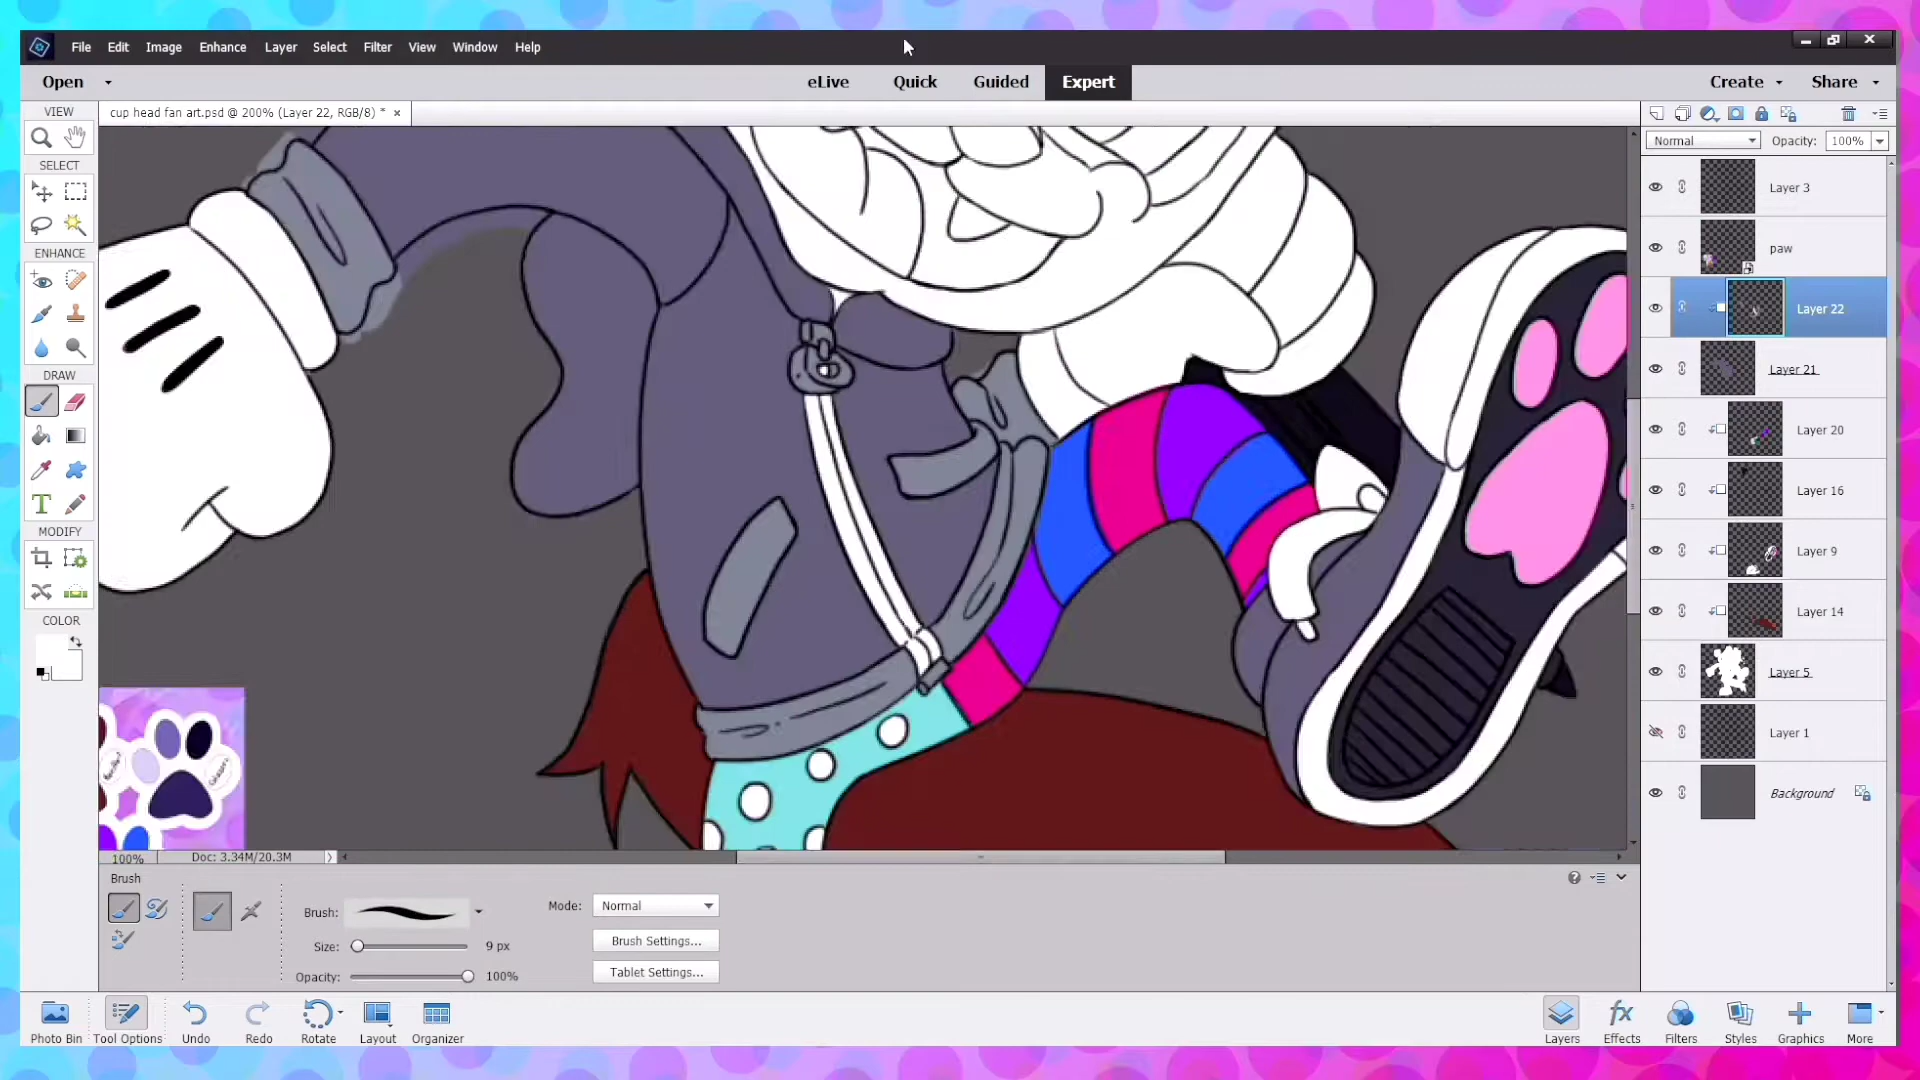 File Edit Image Enhance Layer Select Filter View Window Help
Open eLive Quick Guided Expert Create Share
VIEW cup head fan art.psd @ 200% (Layer 22, RGB/8) * ×
Normal Opacity: 100%
SELECT
Layer 3
ENHANCE
paw
Layer 22
DRAW
Layer 21
Layer 20
Layer 16
MODIFY
Layer 9
COLOR
Layer 14
Layer 5
Layer 1
Background
100% Doc: 3.34M/20.3M
Brush
Brush: Mode: Normal
Size: 9 px Brush Settings...
Opacity: 100% Tablet Settings...
Photo Bin Tool Options Undo Redo Rotate Layout Organizer Layers Effects Filters Styles Graphics More